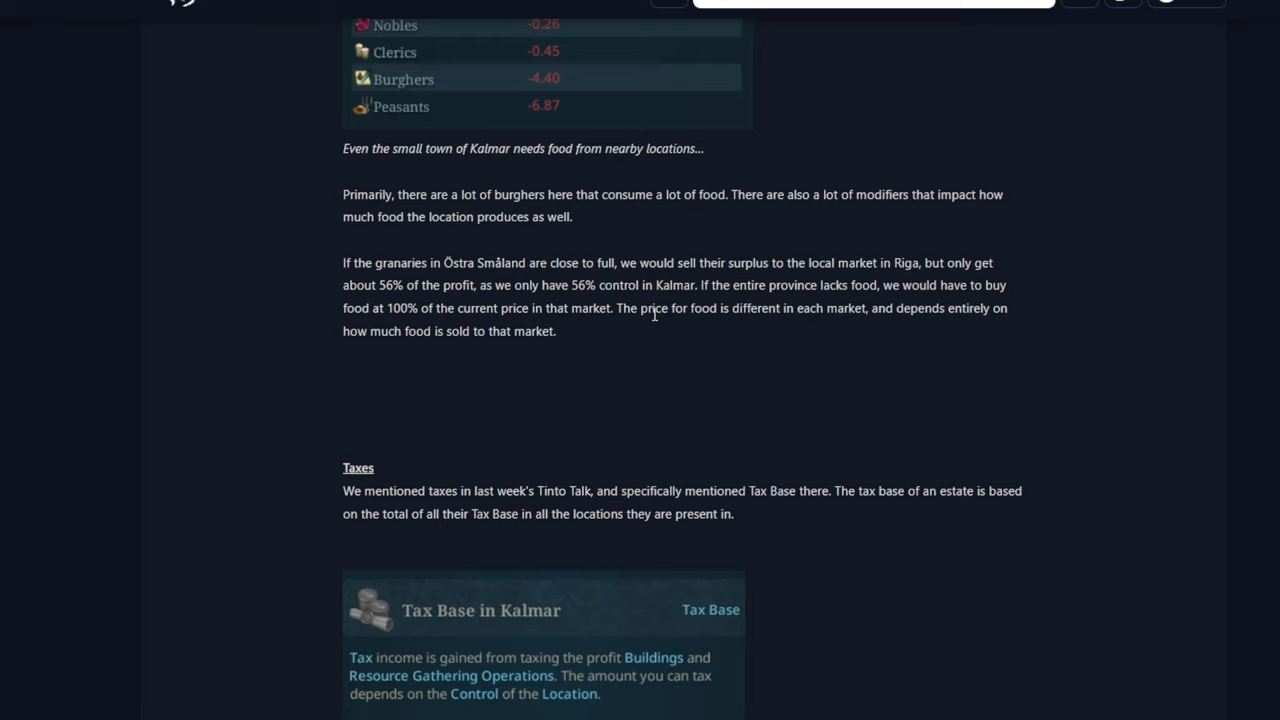 Nobles -0.26
Clerics -0.45
Burghers -4.40
Peasants -6.87
Even the small town of Kalmar needs food from nearby locations...
Primarily, there are a lot of burghers here that consume a lot of food. There are also a lot of modifiers that impact how
much food the location produces as well.
If the granaries in Östra Småland are close to full, we would sell their surplus to the local market in Riga, but only get
about 56% of the profit, as we only have 56% control in Kalmar. If the entire province lacks food, we would have to buy
food at 100% of the current price in that market. The price for food is different in each market, and depends entirely on
how much food is sold to that market.
Taxes
We mentioned taxes in last week's Tinto Talk, and specifically mentioned Tax Base there. The tax base of an estate is based
on the total of all their Tax Base in all the locations they are present in.
Tax Base in Kalmar Tax Base
Tax income is gained from taxing the profit Buildings and
Resource Gathering Operations. The amount you can tax
depends on the Control of the Location.